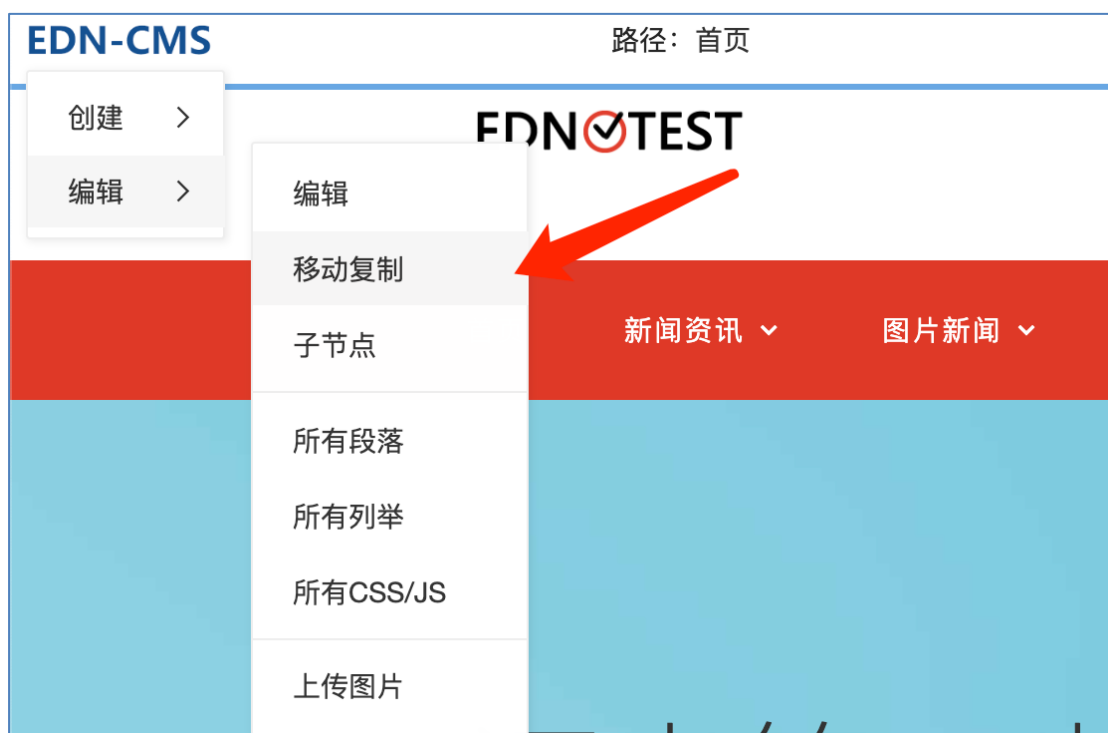 EDN-CMS
路径：首页
创建
编辑
EDN TEST
编辑
移动复制
子节点
新闻资讯
图片新闻
所有段落
所有列举
所有CSS/JS
上传图片